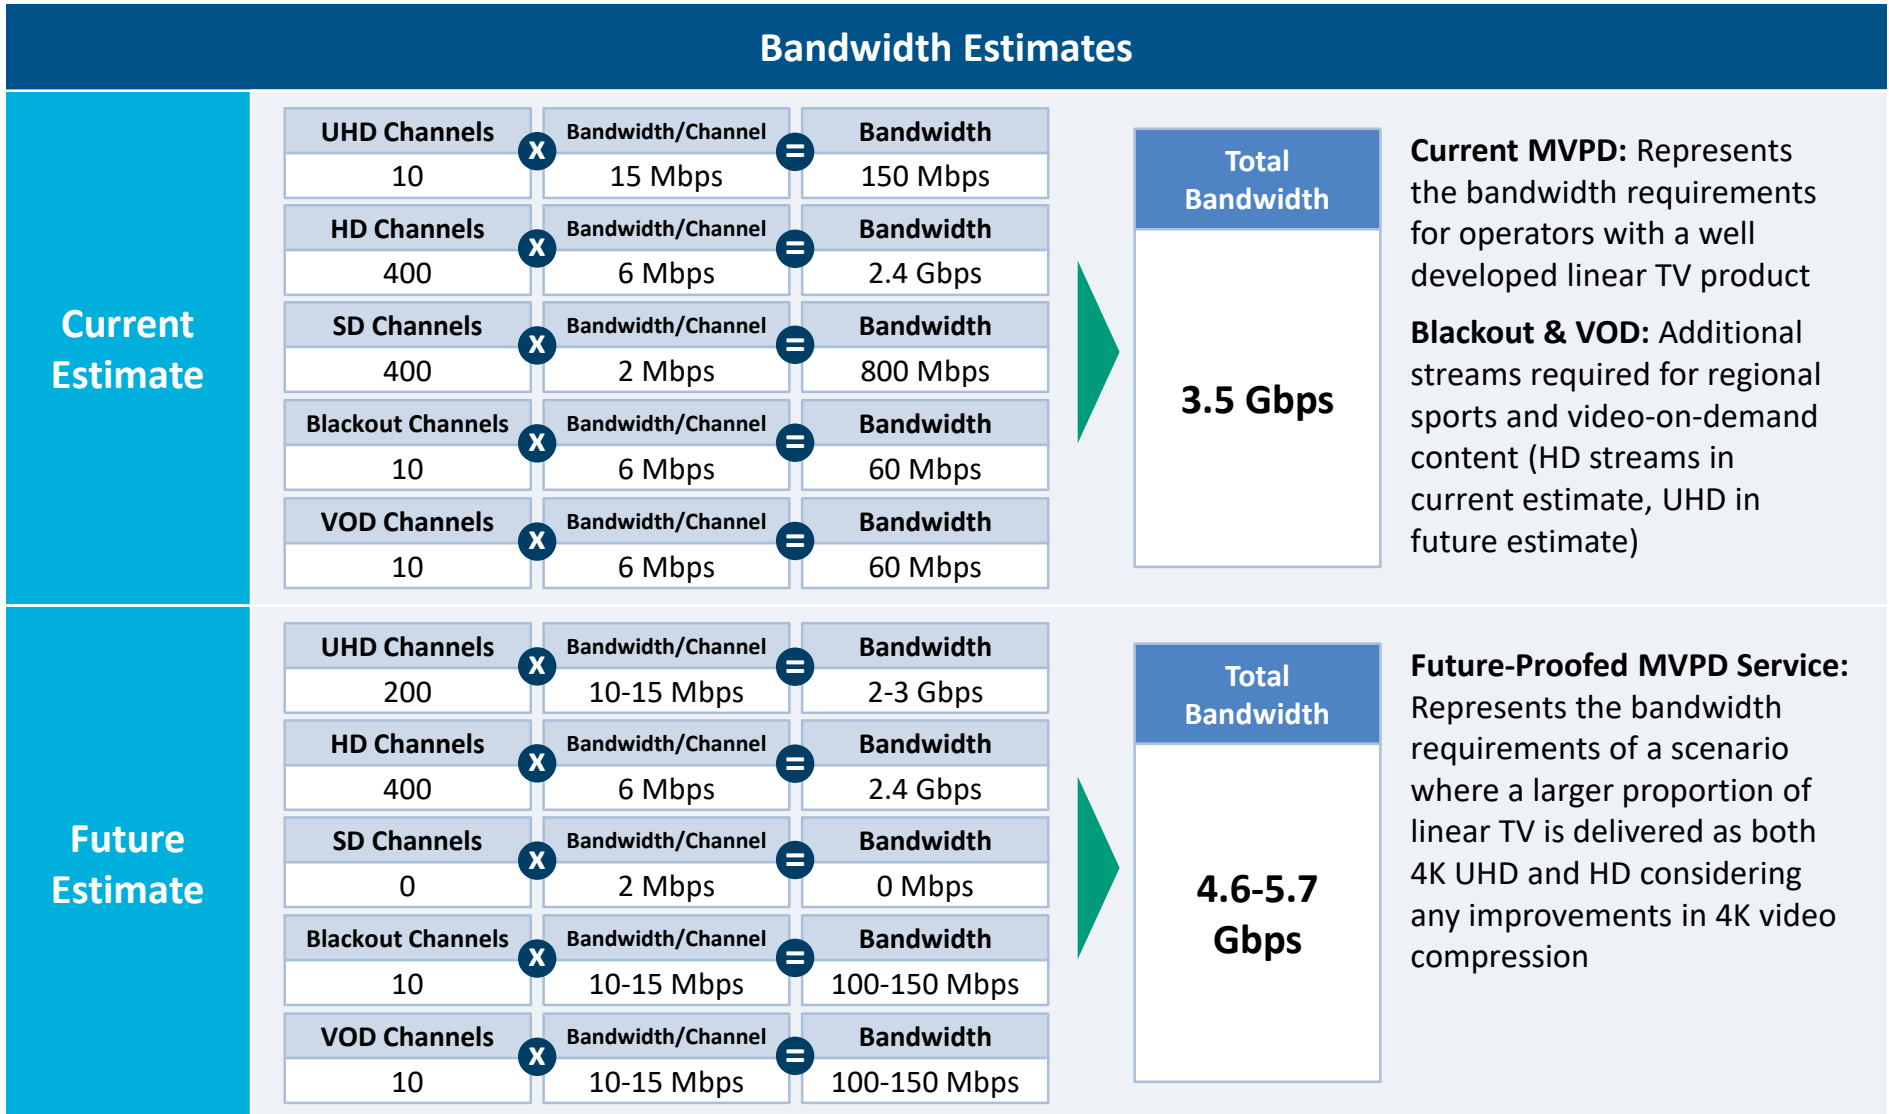 Bandwidth Estimates
Current
Estimate
UHD Channels x Bandwidth/Channel = Bandwidth
10 15 Mbps 150 Mbps
HD Channels x Bandwidth/Channel = Bandwidth
400 6 Mbps 2.4 Gbps
SD Channels x Bandwidth/Channel = Bandwidth
400 2 Mbps 800 Mbps
Blackout Channels x Bandwidth/Channel = Bandwidth
10 6 Mbps 60 Mbps
VOD Channels x Bandwidth/Channel = Bandwidth
10 6 Mbps 60 Mbps
Total
Bandwidth
3.5 Gbps
Current MVPD: Represents
the bandwidth requirements
for operators with a well
developed linear TV product
Blackout & VOD: Additional
streams required for regional
sports and video-on-demand
content (HD streams in
current estimate, UHD in
future estimate)
Future
Estimate
UHD Channels x Bandwidth/Channel = Bandwidth
200 10-15 Mbps 2-3 Gbps
HD Channels x Bandwidth/Channel = Bandwidth
400 6 Mbps 2.4 Gbps
SD Channels x Bandwidth/Channel = Bandwidth
0 2 Mbps 0 Mbps
Blackout Channels x Bandwidth/Channel = Bandwidth
10 10-15 Mbps 100-150 Mbps
VOD Channels x Bandwidth/Channel = Bandwidth
10 10-15 Mbps 100-150 Mbps
Total
Bandwidth
4.6-5.7
Gbps
Future-Proofed MVPD Service:
Represents the bandwidth
requirements of a scenario
where a larger proportion of
linear TV is delivered as both
4K UHD and HD considering
any improvements in 4K video
compression